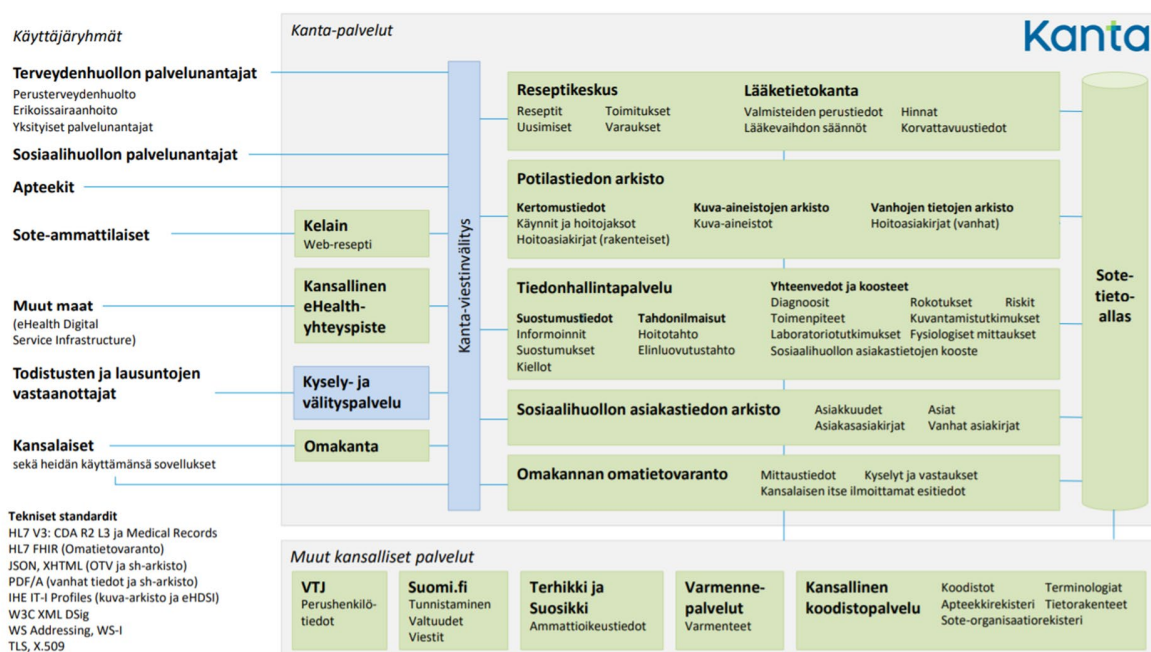 Käyttäjäryhmät
Terveydenhuollon palvelunantajat
Perusterveydenhuolto
Erikoissairaanhoito
Yksityiset palvelunantajat
Sosiaalihuollon palvelunantajat
Apteekit
Sote-ammattilaiset
Muut maat
(eHealth Digital
Service Infrastructure)
Todistusten ja lausuntojen
vastaanottajat
Kansalaiset
sekä heidän käyttämänsä sovellukset
Tekniset standardit
HL7 V3: CDA R2 L3 ja Medical Records
HL7 FHIR (Omatietovaranto)
JSON, XHTML (OTV ja sh-arkisto)
PDF/A (vanhat tiedot ja sh-arkisto)
IHE IT-I Profiles (kuva-arkisto ja eHDSI)
W3C XML DSig
WS Addressing, WS-I
TLS, X.509
Kanta-palvelut
Kanta
Kelain
Web-resepti
Kansallinen
eHealth-
yhteyspiste
Kysely- ja
välityspalvelu
Omakanta
Kanta-viestinvälitys
Reseptikeskus
Reseptit Toimitukset
Uusimiset Varaukset
Lääketietokanta
Valmisteiden perustiedot Hinnat
Lääkevaihdon säännöt Korvattavuustiedot
Potilastiedon arkisto
Kertomustiedot
Käynnit ja hoitojaksot
Hoitoasiakirjat (rakenteiset)
Kuva-aineistojen arkisto
Kuva-aineistot
Vanhojen tietojen arkisto
Hoitoasiakirjat (vanhat)
Tiedonhallintapalvelu
Suostumustiedot
Informoinnit
Suostumukset
Kiellot
Tahdonilmaisut
Hoitotahto
Elinluovutustahto
Yhteenvedot ja koosteet
Diagnoosit Rokotukset Riskit
Toimenpiteet Kuvantamistutkimukset
Laboratoriotutkimukset Fysiologiset mittaukset
Sosiaalihuollon asiakastietojen kooste
Sosiaalihuollon asiakastiedon arkisto
Asiakkuudet Asiat
Asiakasasiakirjat Vanhat asiakirjat
Omakannan omatietovaranto
Mittaustiedot Kyselyt ja vastaukset
Kansalaisen itse ilmoittamat esitiedot
Sote-
tieto-
allas
Muut kansalliset palvelut
VTJ
Perushenkilö-
tiedot
Suomi.fi
Tunnistaminen
Valtuudet
Viestit
Terhikki ja
Suosikki
Ammattioikeustiedot
Varmenne-
palvelut
Varmenteet
Kansallinen
koodistopalvelu
Koodistot Terminologiat
Apteekkirekisteri Tietorakenteet
Sote-organisaatiorekisteri